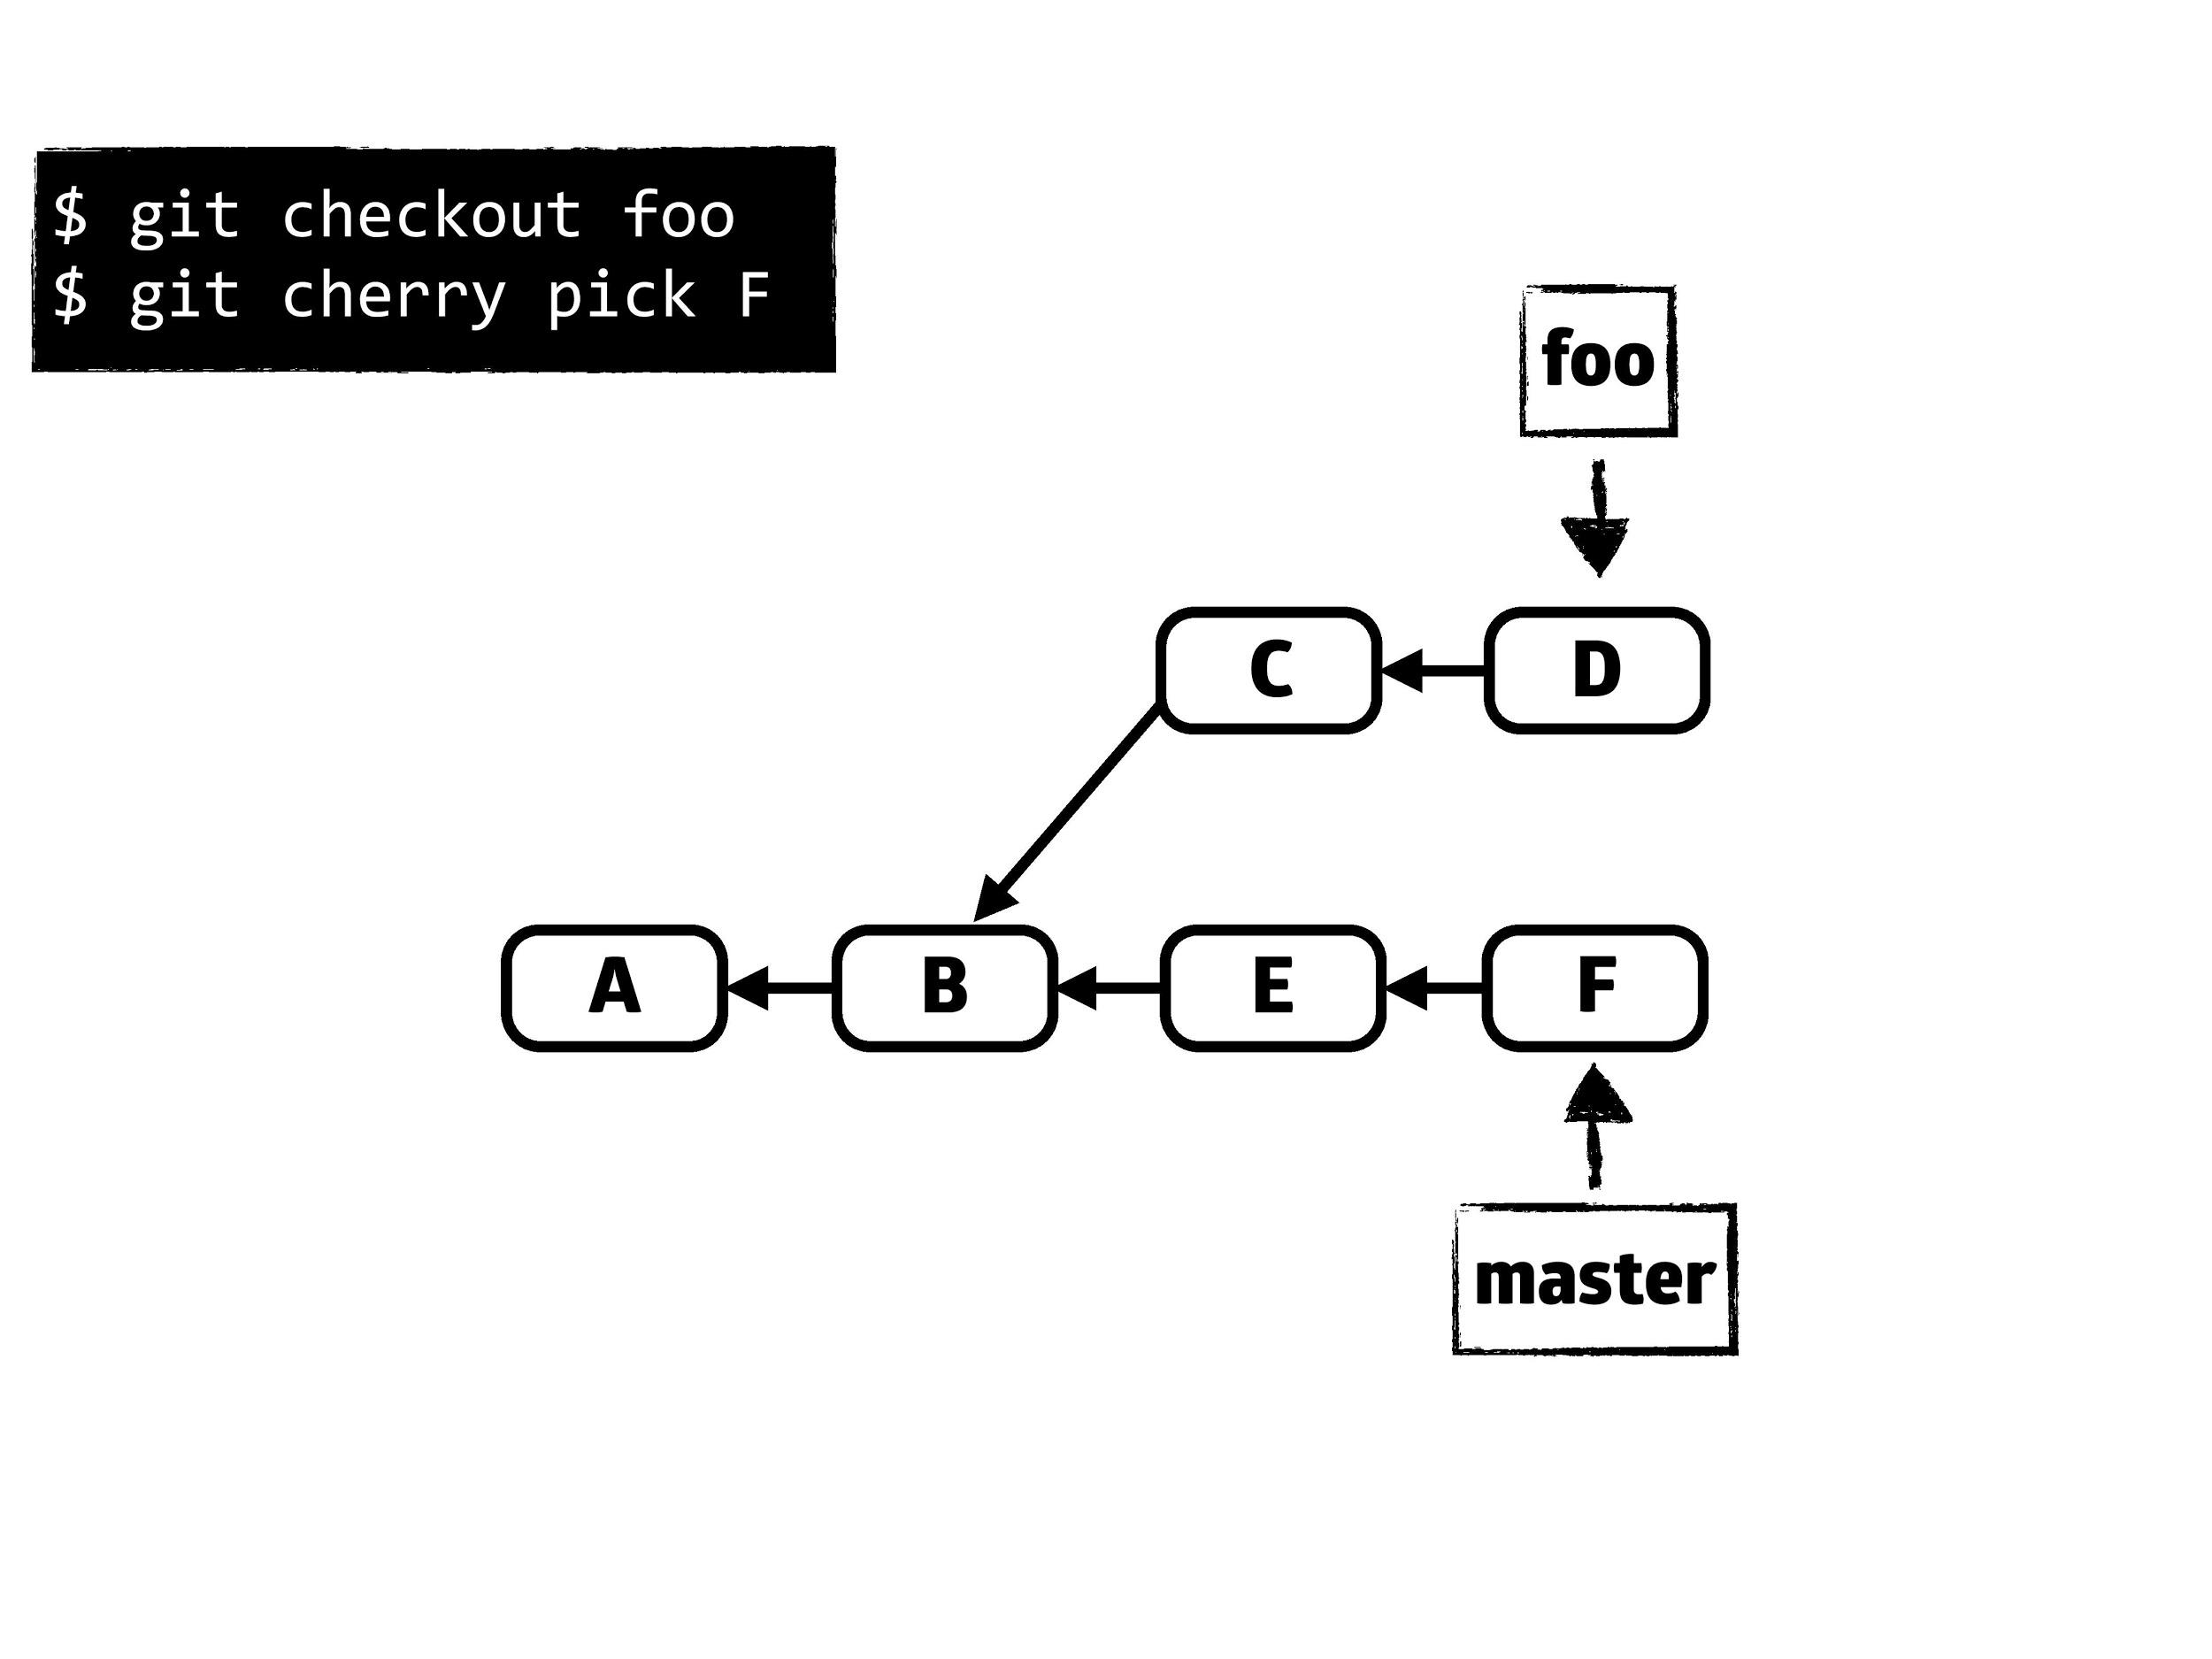 $ git checkout foo
$ git cherry pick F
foo
C
D
A
B
E
F
master